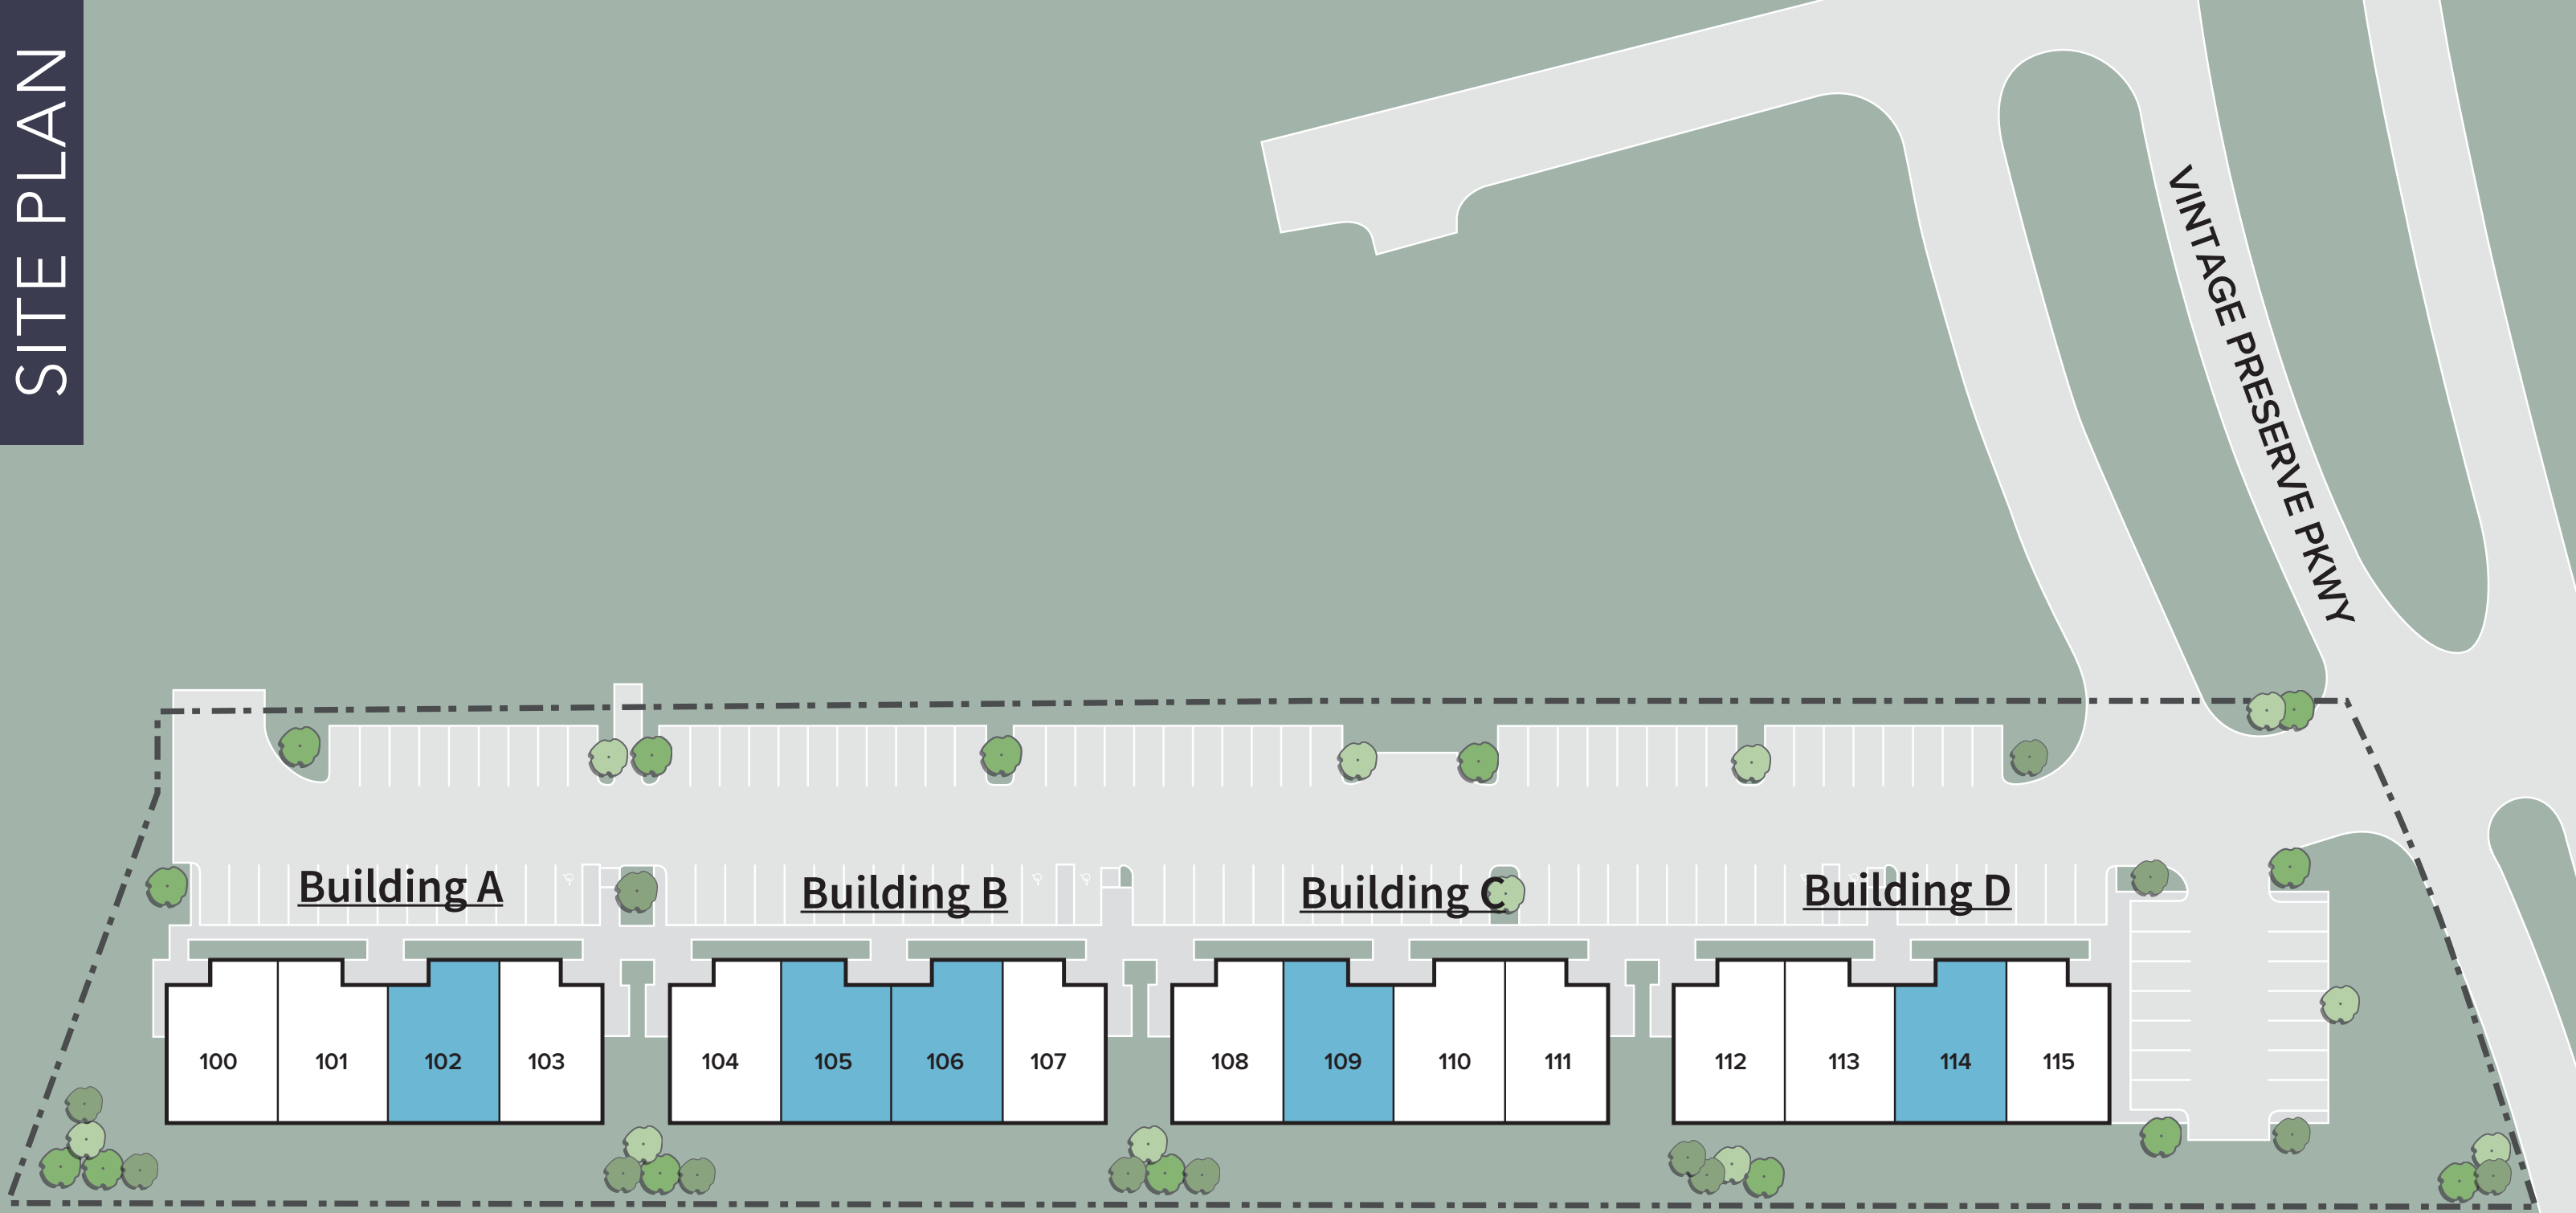 SITE PLAN
VINTAGE PRESERVE PKWY
Building A
Building B
Building C
Building D
100 101 102 103 104 105 106 107 108 109 110 111 112 113 114 115